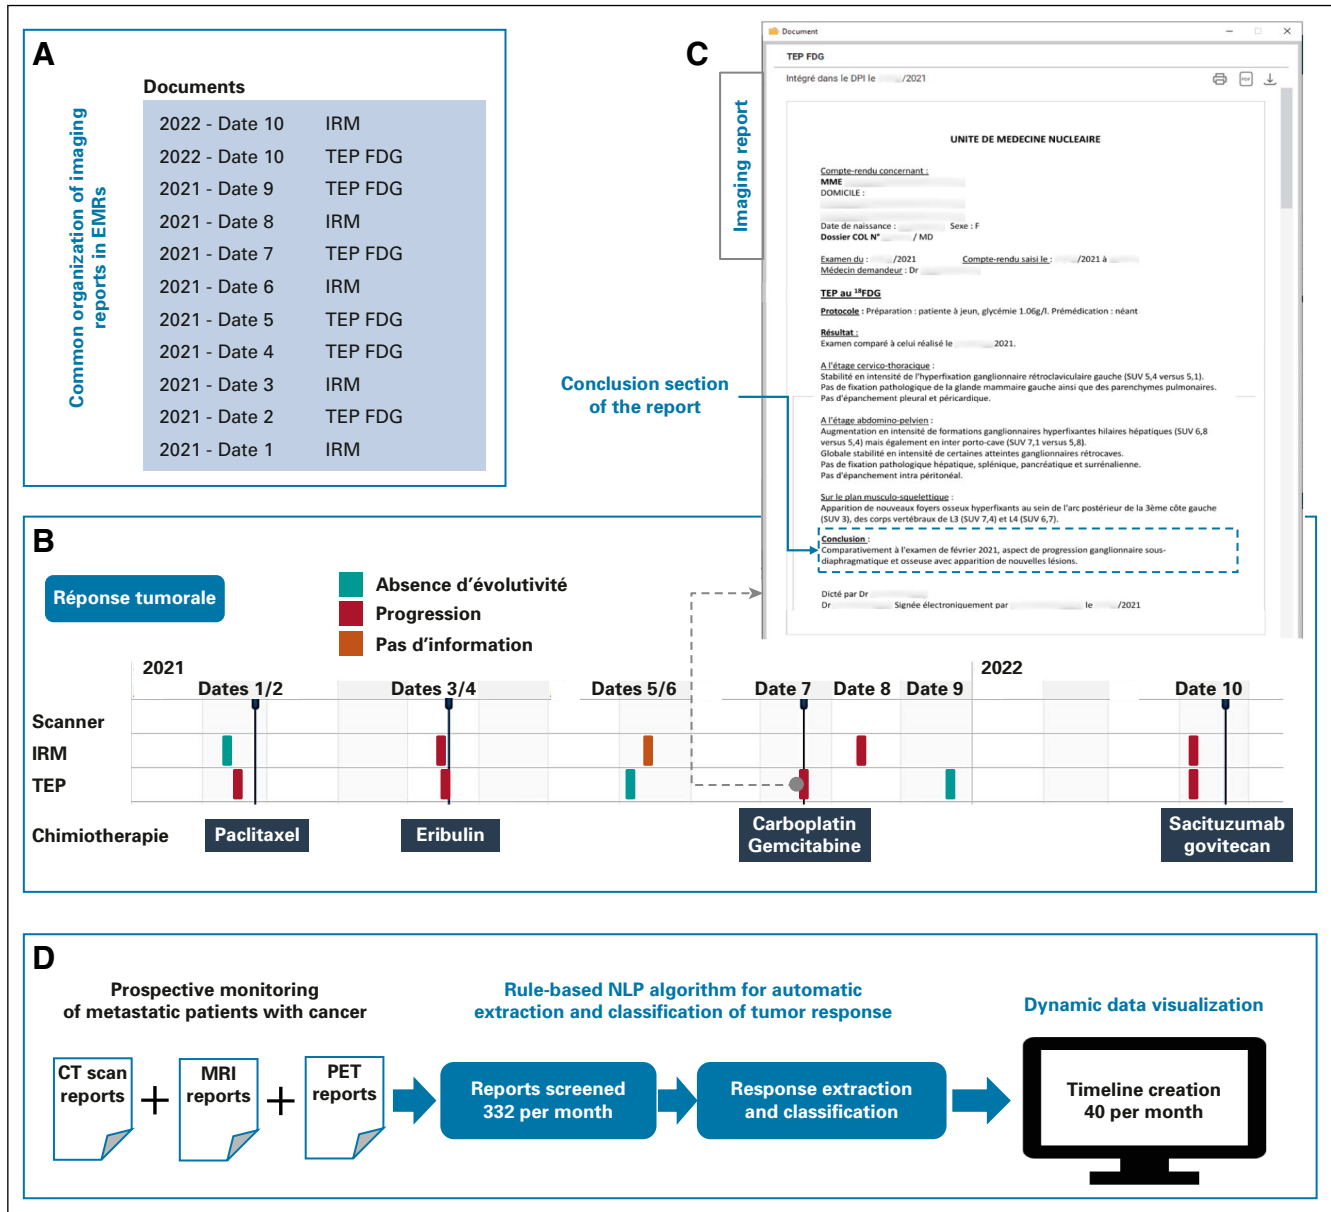 A
Common organization of imaging
reports in EMRs
Documents
2022 - Date 10 IRM
2022 - Date 10 TEP FDG
2021 - Date 9 TEP FDG
2021 - Date 8 IRM
2021 - Date 7 TEP FDG
2021 - Date 6 IRM
2021 - Date 5 TEP FDG
2021 - Date 4 TEP FDG
2021 - Date 3 IRM
2021 - Date 2 TEP FDG
2021 - Date 1 IRM
C
Imaging report
Document
TEP FDG
Intégré dans le DPI le /2021
PDF
UNITE DE MEDECINE NUCLEAIRE
Compte-rendu concernant :
MME
DOMICILE :
Date de naissance : Sexe : F
Dossier COL N° / MD
Examen du : /2021 Compte-rendu saisi le : /2021 à
Médecin demandeur : Dr
TEP au ¹⁸FDG
Protocole : Préparation : patiente à jeun, glycémie 1.06g/l. Prémédication : néant
Résultat :
Examen comparé à celui réalisé le 2021.
A l'étage cervico-thoracique :
Stabilité en intensité de l'hyperfixation ganglionnaire rétroclaviculaire gauche (SUV 5,4 versus 5,1).
Pas de fixation pathologique de la glande mammaire gauche ainsi que des parenchymes pulmonaires.
Pas d'épanchement pleural et péricardique.
A l'étage abdomino-pelvien :
Augmentation en intensité de formations ganglionnaires hyperfixantes hilaires hépatiques (SUV 6,8
versus 5,4) mais également en inter porto-cave (SUV 7,1 versus 5,8).
Globale stabilité en intensité de certaines atteintes ganglionnaires rétrocaves.
Pas de fixation pathologique hépatique, splénique, pancréatique et surrénalienne.
Pas d'épanchement intra péritonéal.
Sur le plan musculo-squelettique :
Apparition de nouveaux foyers osseux hyperfixants au sein de l'arc postérieur de la 3ème côte gauche
(SUV 3), des corps vertébraux de L3 (SUV 7,4) et L4 (SUV 6,7).
Conclusion :
Comparativement à l'examen de février 2021, aspect de progression ganglionnaire sous-
diaphragmatique et osseuse avec apparition de nouvelles lésions.
Dicté par Dr
Dr Signée électroniquement par le /2021
Conclusion section
of the report
B
Réponse tumorale
Absence d'évolutivité
Progression
Pas d'information
2021 2022
Dates 1/2 Dates 3/4 Dates 5/6 Date 7 Date 8 Date 9 Date 10
Scanner
IRM
TEP
Chimiotherapie
Paclitaxel
Eribulin
Carboplatin
Gemcitabine
Sacituzumab
govitecan
D
Prospective monitoring
of metastatic patients with cancer
Rule-based NLP algorithm for automatic
extraction and classification of tumor response
Dynamic data visualization
CT scan
reports
+
MRI
reports
+
PET
reports
Reports screened
332 per month
Response extraction
and classification
Timeline creation
40 per month